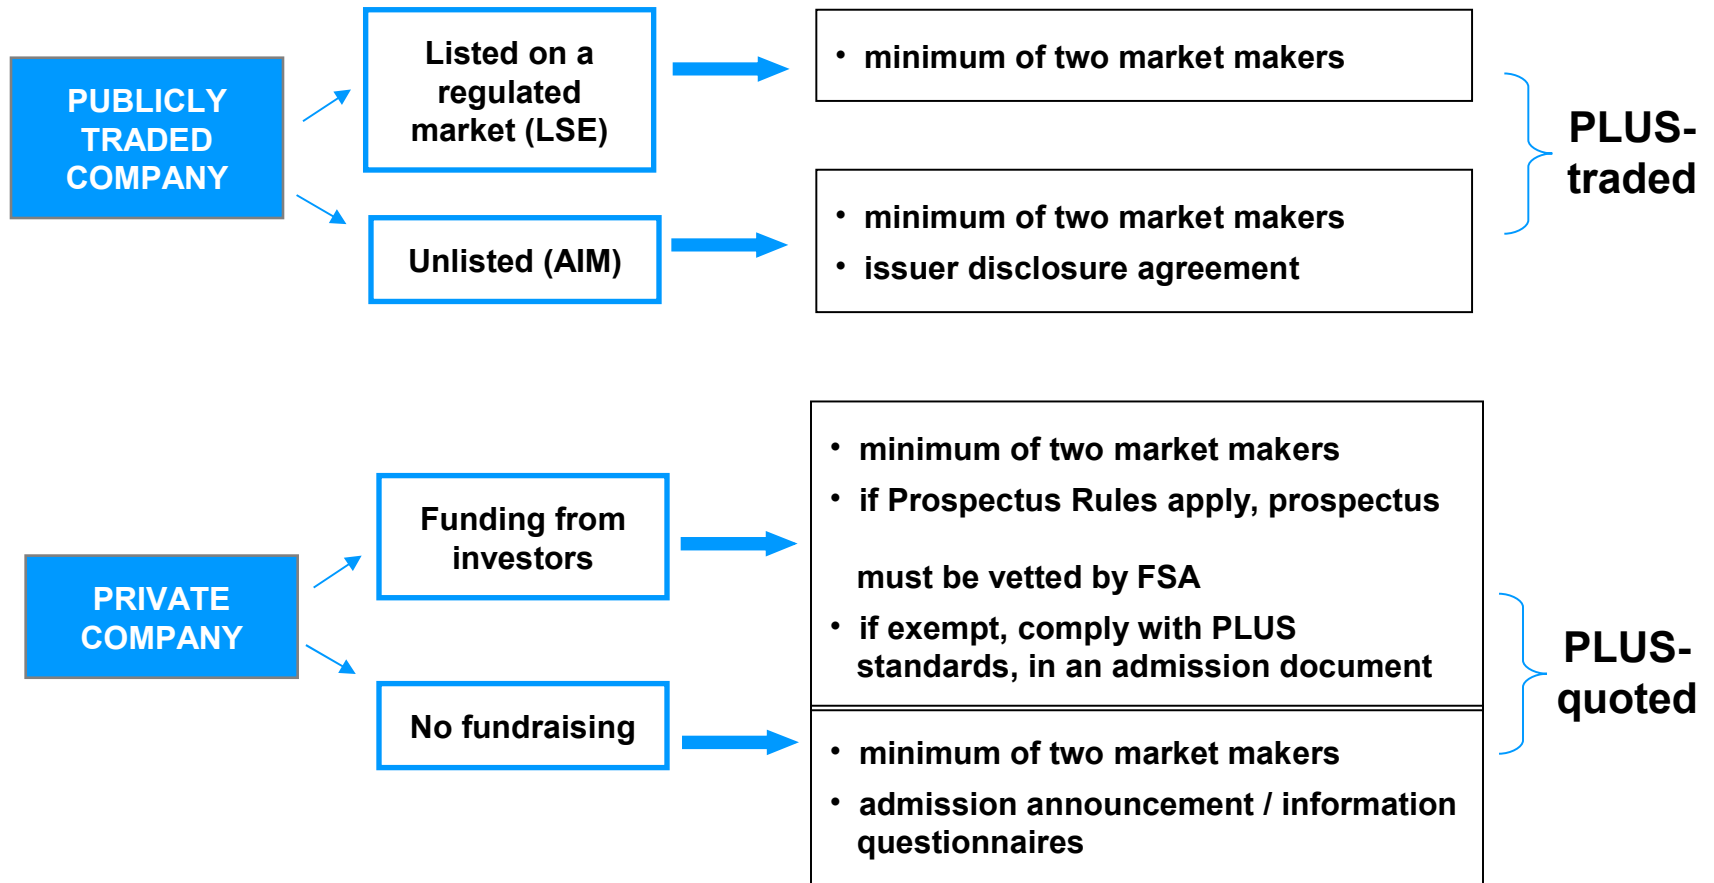 PUBLICLY
TRADED
COMPANY
Listed on a
regulated
market (LSE)
• minimum of two market makers
Unlisted (AIM)
• minimum of two market makers
• issuer disclosure agreement
PLUS-
traded
PRIVATE
COMPANY
Funding from
investors
• minimum of two market makers
• if Prospectus Rules apply, prospectus
must be vetted by FSA
• if exempt, comply with PLUS
standards, in an admission document
No fundraising
• minimum of two market makers
• admission announcement / information
questionnaires
PLUS-
quoted